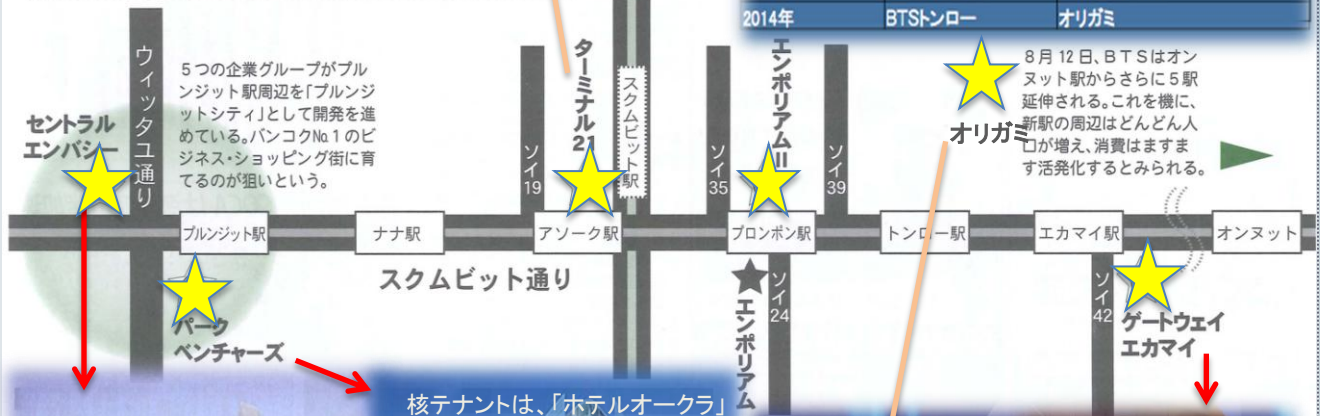 2014年 BTSトンロー オリガミ
ウィッタユ通り
5つの企業グループがプル
ンジット駅周辺を「プルンジ
ットシティ」として開発を進
めている。バンコクNo.1のビ
ジネス・ショッピング街に育
てるのが狙いという。
セントラル
エンバシー
ターミナル21
スクムビット駅
エンポリアムⅡ
8月12日、BTSはオン
ヌット駅からさらに5駅
延伸される。これを機に、
新駅の周辺はどんどん人
口が増え、消費はますま
す活発化するとみられる。
オリガミ
ソイ19
ソイ35
ソイ39
プルンジット駅
ナナ駅
アソーク駅
プロンポン駅
トンロー駅
エカマイ駅
オンヌット
スクムビット通り
パーク
ベンチャーズ
エンポリアム
ソイ24
ソイ42
ゲートウェイ
エカマイ
核テナントは、「ホテルオークラ」